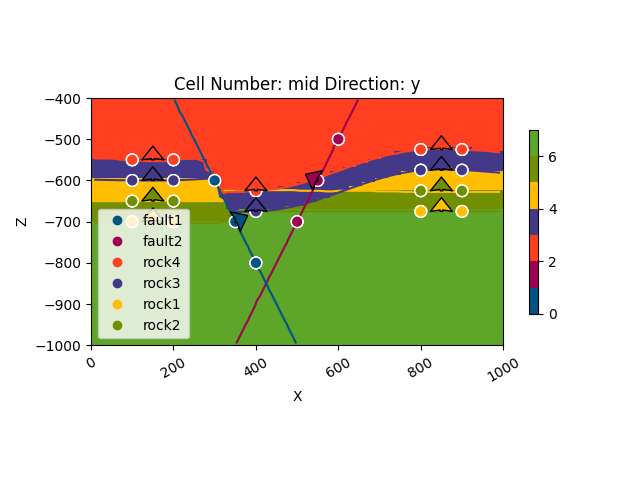 Cell Number: mid Direction: y
−400
−500
−600
−700
−800
−900
−1000
Z
0
200
400
600
800
1000
X
fault1
fault2
rock4
rock3
rock1
rock2
6
4
2
0